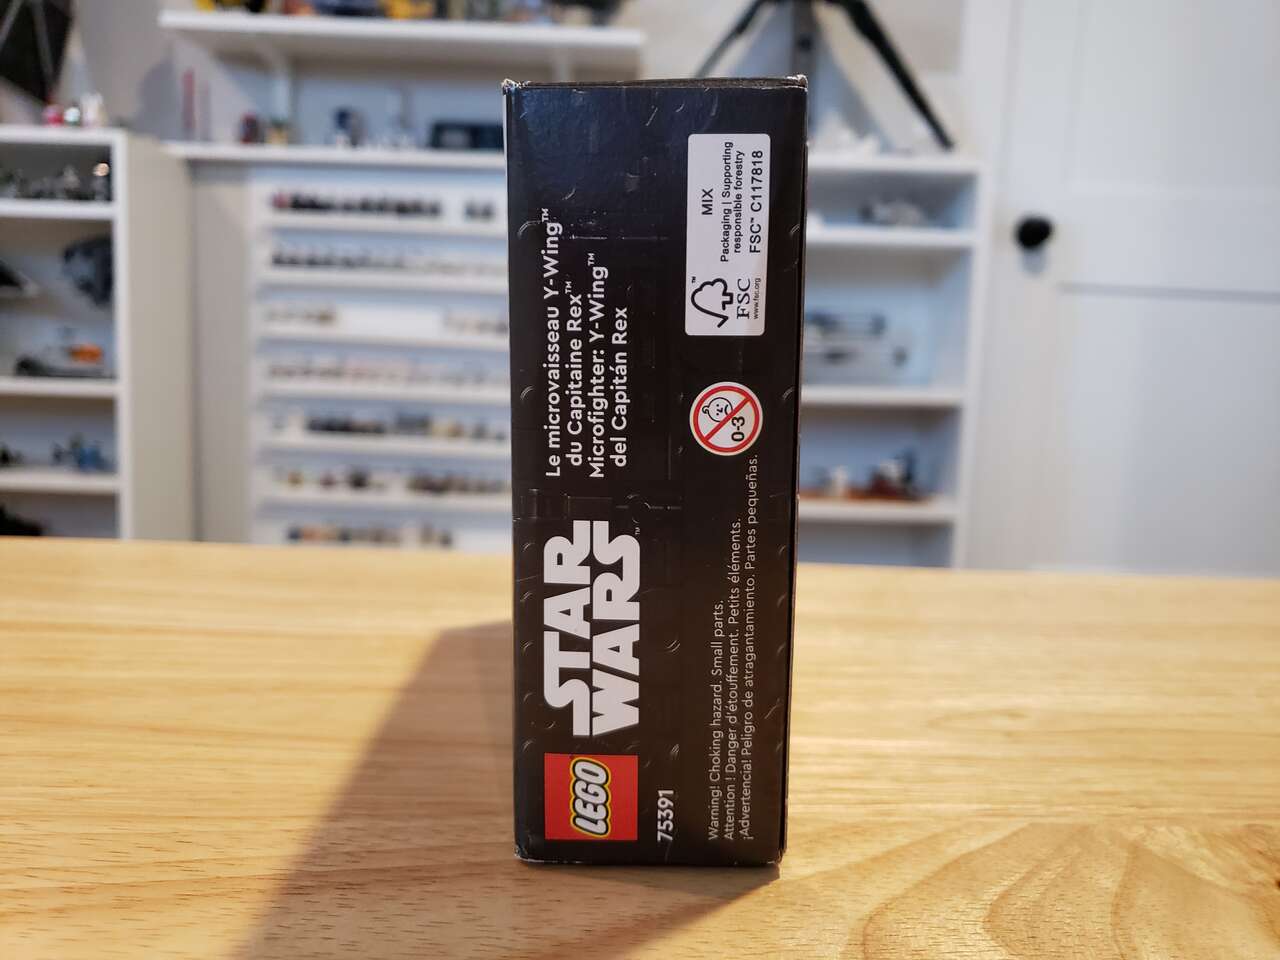 LEGO
STAR
WARS™
75391
Le microvaisseau Y-Wing™
du Capitaine Rex™
Microfighter: Y-Wing™
del Capitán Rex
Warning! Choking hazard. Small parts.
Attention ! Danger d'étouffement. Petits éléments.
¡Advertencia! Peligro de atragantamiento. Partes pequeñas.
0-3
™
FSC
www.fsc.org
MIX
Packaging | Supporting
responsible forestry
FSC™ C117818